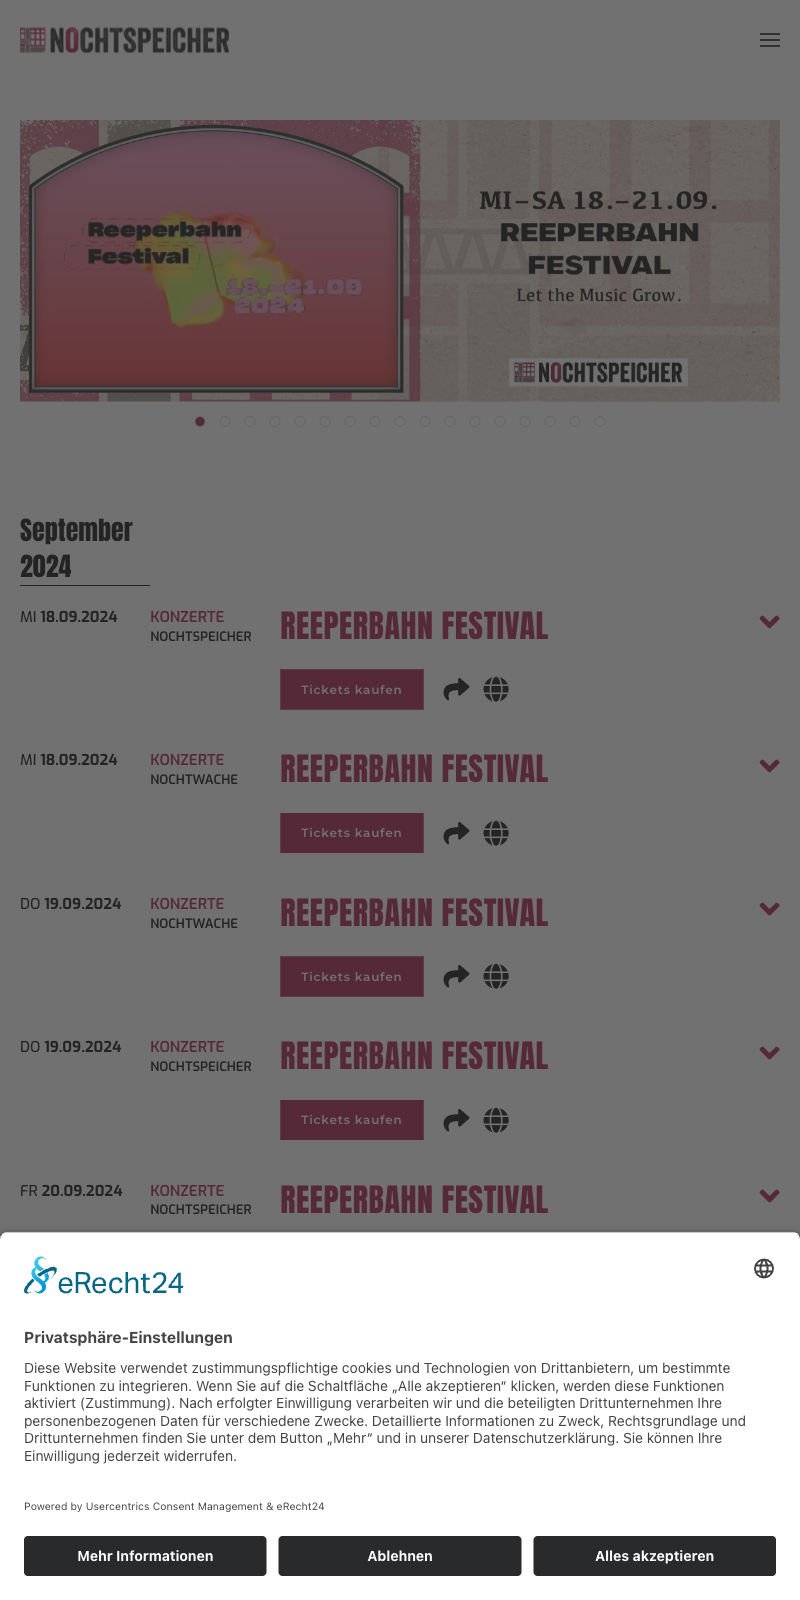 NOCHTSPEICHER
Reeperbahn
Festival
18.–21.09
2024
MI–SA 18.–21.09.
REEPERBAHN
FESTIVAL
Let the Music Grow.
NOCHTSPEICHER
September
2024
MI 18.09.2024
KONZERTE
NOCHTSPEICHER
REEPERBAHN FESTIVAL
Tickets kaufen
MI 18.09.2024
KONZERTE
NOCHTWACHE
REEPERBAHN FESTIVAL
Tickets kaufen
DO 19.09.2024
KONZERTE
NOCHTWACHE
REEPERBAHN FESTIVAL
Tickets kaufen
DO 19.09.2024
KONZERTE
NOCHTSPEICHER
REEPERBAHN FESTIVAL
Tickets kaufen
FR 20.09.2024
KONZERTE
NOCHTSPEICHER
REEPERBAHN FESTIVAL
eRecht24
Privatsphäre-Einstellungen
Diese Website verwendet zustimmungspflichtige cookies und Technologien von Drittanbietern, um bestimmte
Funktionen zu integrieren. Wenn Sie auf die Schaltfläche „Alle akzeptieren“ klicken, werden diese Funktionen
aktiviert (Zustimmung). Nach erfolgter Einwilligung verarbeiten wir und die beteiligten Drittunternehmen Ihre
personenbezogenen Daten für verschiedene Zwecke. Detaillierte Informationen zu Zweck, Rechtsgrundlage und
Drittunternehmen finden Sie unter dem Button „Mehr“ und in unserer Datenschutzerklärung. Sie können Ihre
Einwilligung jederzeit widerrufen.
Powered by Usercentrics Consent Management & eRecht24
Mehr Informationen
Ablehnen
Alles akzeptieren